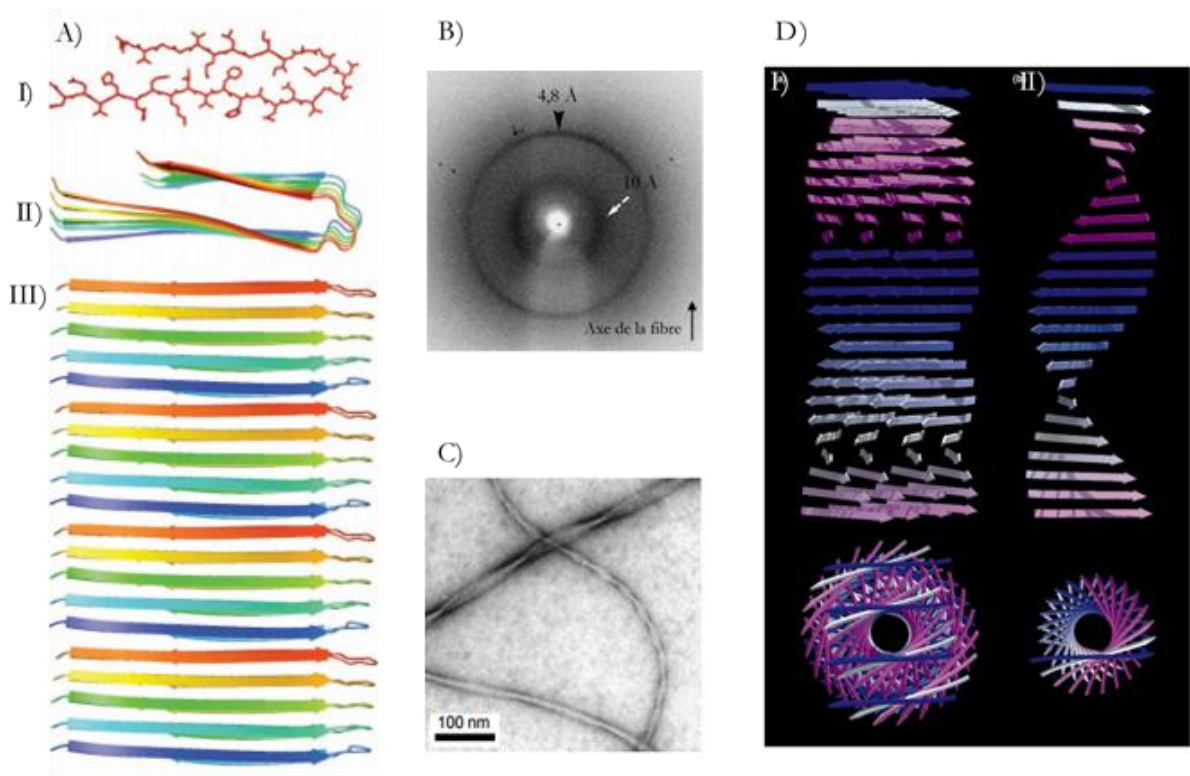 A)
I)
II)
III)
B)
4,8 Å
10 Å
Axe de la fibre
C)
100 nm
D)
I)
II)